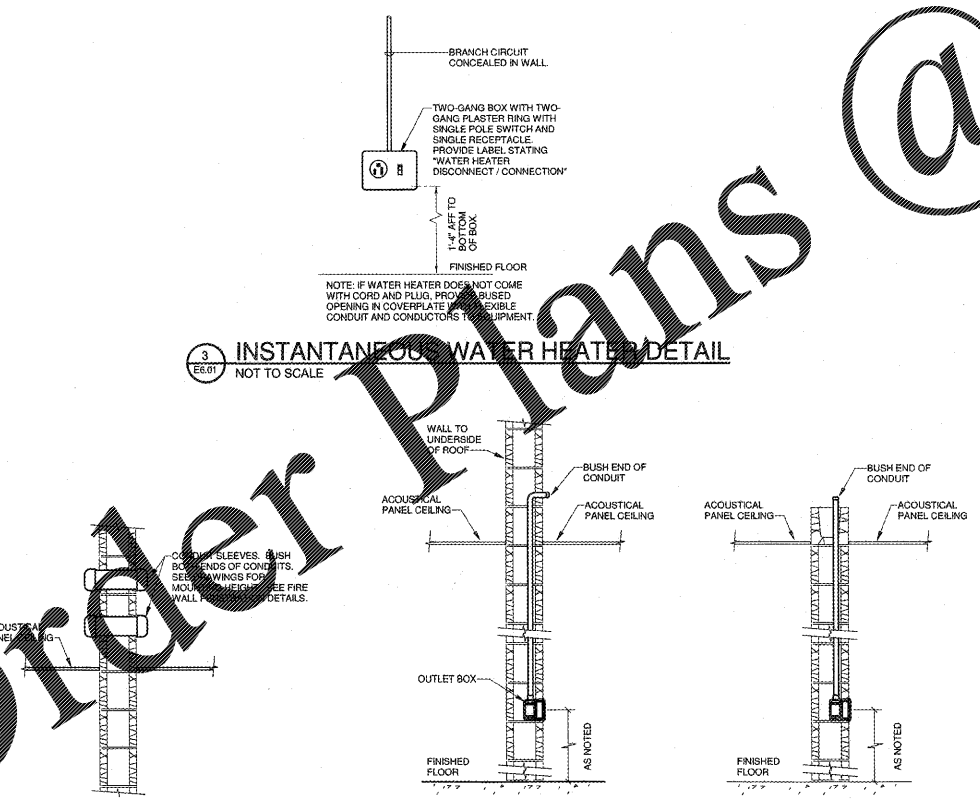 BRANCH CIRCUIT
CONCEALED IN WALL.
TWO-GANG BOX WITH TWO-
GANG PLASTER RING WITH
SINGLE POLE SWITCH AND
SINGLE RECEPTACLE.
PROVIDE LABEL STATING
"WATER HEATER
DISCONNECT / CONNECTION"
1'-4" AFF TO
BOTTOM
OF BOX.
FINISHED FLOOR
NOTE: IF WATER HEATER DOES NOT COME
WITH CORD AND PLUG, PROVIDE BUSED
OPENING IN COVERPLATE WITH FLEXIBLE
CONDUIT AND CONDUCTORS TO EQUIPMENT.
3
E6.01
INSTANTANEOUS WATER HEATER DETAIL
NOT TO SCALE
order Plans @
CONDUIT SLEEVES. BUSH
BOTH ENDS OF CONDUITS.
SEE DRAWINGS FOR
MOUNTING HEIGHT. SEE FIRE
WALL DETAILS.
WALL TO
UNDERSIDE
OF ROOF
BUSH END OF
CONDUIT
ACOUSTICAL
PANEL CEILING
ACOUSTICAL
PANEL CEILING
OUTLET BOX
AS NOTED
FINISHED
FLOOR
BUSH END OF
CONDUIT
ACOUSTICAL
PANEL CEILING
ACOUSTICAL
PANEL CEILING
AS NOTED
FINISHED
FLOOR